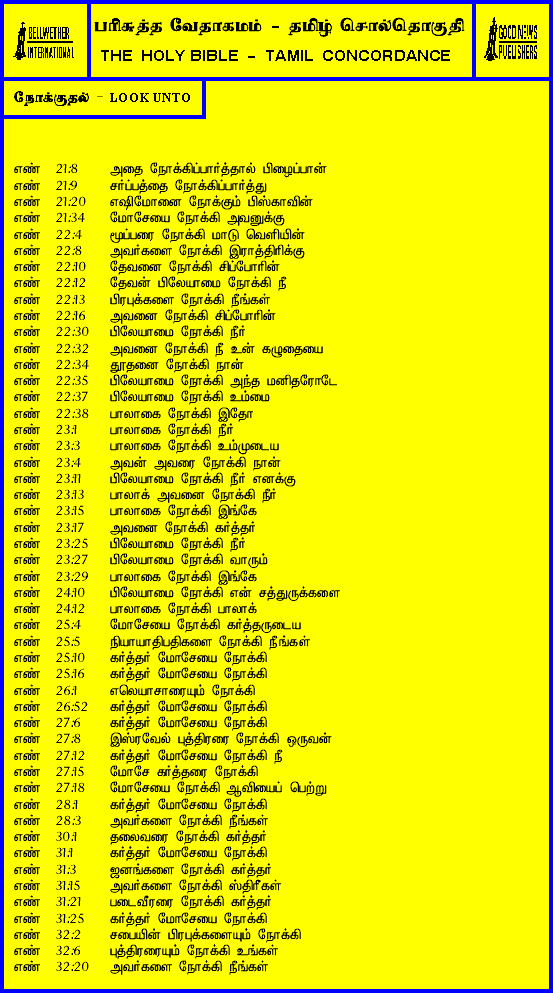 BELLWETHER
INTERNATIONAL
பரிசுத்த வேதாகமம் - தமிழ் சொல்தொகுதி
THE HOLY BIBLE - TAMIL CONCORDANCE
GOOD NEWS
PUBLISHERS
நோக்குதல் - LOOK UNTO
எண் 21:8 அதை நோக்கிப்பார்த்தால் பிழைப்பான்
எண் 21:9 சர்ப்பத்தை நோக்கிப்பார்த்து
எண் 21:20 எஷிமோனை நோக்கும் பிஸ்காவின்
எண் 21:34 மோசேயை நோக்கி அவனுக்கு
எண் 22:4 மூப்பரை நோக்கி மாடு வெளியின்
எண் 22:8 அவர்களை நோக்கி இராத்திரிக்கு
எண் 22:10 தேவனை நோக்கி சிப்போரின்
எண் 22:12 தேவன் பிலேயாமை நோக்கி நீ
எண் 22:13 பிரபுக்களை நோக்கி நீங்கள்
எண் 22:16 அவனை நோக்கி சிப்போரின்
எண் 22:30 பிலேயாமை நோக்கி நீர்
எண் 22:32 அவனை நோக்கி நீ உன் கழுதையை
எண் 22:34 தூதனை நோக்கி நான்
எண் 22:35 பிலேயாமை நோக்கி அந்த மனிதரோடே
எண் 22:37 பிலேயாமை நோக்கி உம்மை
எண் 22:38 பாலாகை நோக்கி இதோ
எண் 23:1 பாலாகை நோக்கி நீர்
எண் 23:3 பாலாகை நோக்கி உம்முடைய
எண் 23:4 அவன் அவரை நோக்கி நான்
எண் 23:11 பிலேயாமை நோக்கி நீர் எனக்கு
எண் 23:13 பாலாக் அவனை நோக்கி நீர்
எண் 23:15 பாலாகை நோக்கி இங்கே
எண் 23:17 அவனை நோக்கி கர்த்தர்
எண் 23:25 பிலேயாமை நோக்கி நீர்
எண் 23:27 பிலேயாமை நோக்கி வாரும்
எண் 23:29 பாலாகை நோக்கி இங்கே
எண் 24:10 பிலேயாமை நோக்கி என் சத்துருக்களை
எண் 24:12 பாலாகை நோக்கி பாலாக்
எண் 25:4 மோசேயை நோக்கி கர்த்தருடைய
எண் 25:5 நியாயாதிபதிகளை நோக்கி நீங்கள்
எண் 25:10 கர்த்தர் மோசேயை நோக்கி
எண் 25:16 கர்த்தர் மோசேயை நோக்கி
எண் 26:1 எலெயாசாரையும் நோக்கி
எண் 26:52 கர்த்தர் மோசேயை நோக்கி
எண் 27:6 கர்த்தர் மோசேயை நோக்கி
எண் 27:8 இஸ்ரவேல் புத்திரரை நோக்கி ஒருவன்
எண் 27:12 கர்த்தர் மோசேயை நோக்கி நீ
எண் 27:15 மோசே கர்த்தரை நோக்கி
எண் 27:18 மோசேயை நோக்கி ஆவியைப் பெற்று
எண் 28:1 கர்த்தர் மோசேயை நோக்கி
எண் 28:3 அவர்களை நோக்கி நீங்கள்
எண் 30:1 தலைவரை நோக்கி கர்த்தர்
எண் 31:1 கர்த்தர் மோசேயை நோக்கி
எண் 31:3 ஜனங்களை நோக்கி கர்த்தர்
எண் 31:15 அவர்களை நோக்கி ஸ்திரீகள்
எண் 31:21 படைவீரரை நோக்கி கர்த்தர்
எண் 31:25 கர்த்தர் மோசேயை நோக்கி
எண் 32:2 சபையின் பிரபுக்களையும் நோக்கி
எண் 32:6 புத்திரரையும் நோக்கி உங்கள்
எண் 32:20 அவர்களை நோக்கி நீங்கள்